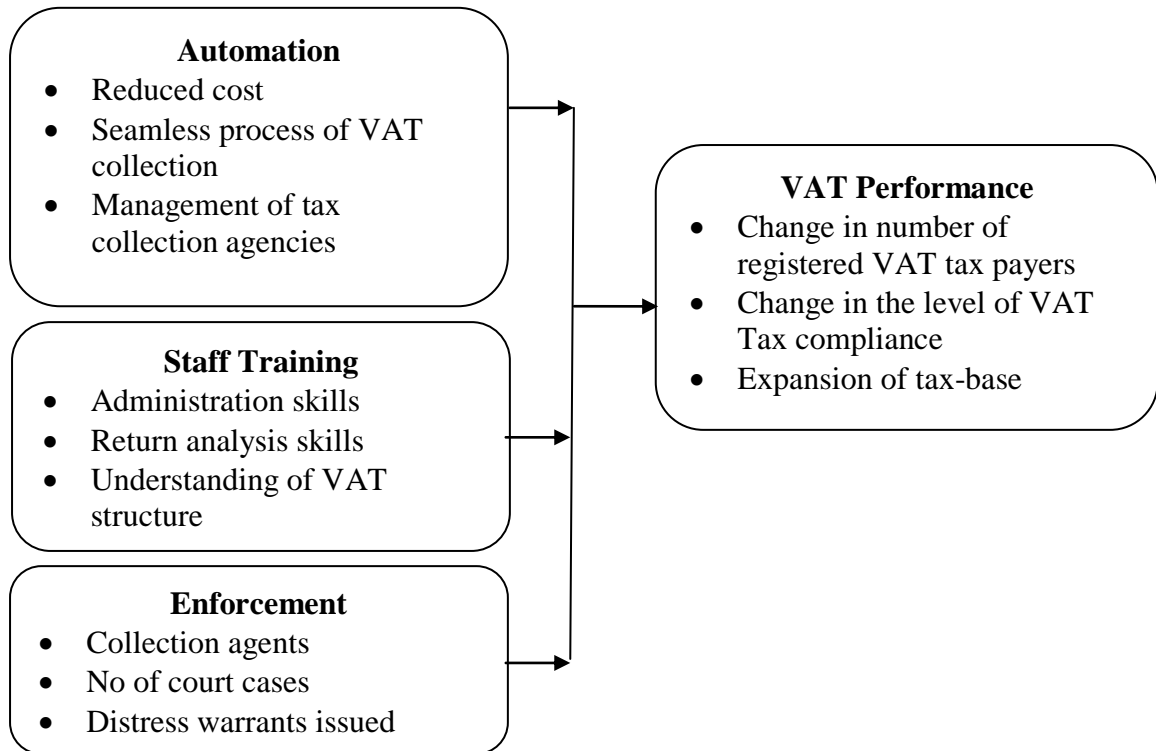 Automation
• Reduced cost
• Seamless process of VAT
collection
• Management of tax
collection agencies
Staff Training
• Administration skills
• Return analysis skills
• Understanding of VAT
structure
Enforcement
• Collection agents
• No of court cases
• Distress warrants issued
VAT Performance
• Change in number of
registered VAT tax payers
• Change in the level of VAT
Tax compliance
• Expansion of tax-base